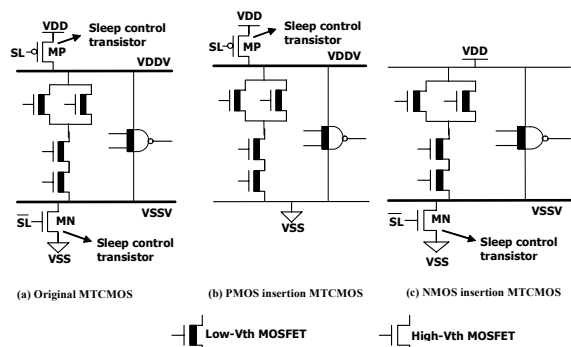 VDD
Sleep control
transistor
SL
MP
VDDV
VSSV
S̅L̅
MN
Sleep control
transistor
VSS
(a) Original MTCMOS
VDD
Sleep control
transistor
SL
MP
VDDV
VSS
(b) PMOS insertion MTCMOS
VDD
VSSV
S̅L̅
MN
Sleep control
transistor
VSS
(c) NMOS insertion MTCMOS
Low-Vth MOSFET
High-Vth MOSFET